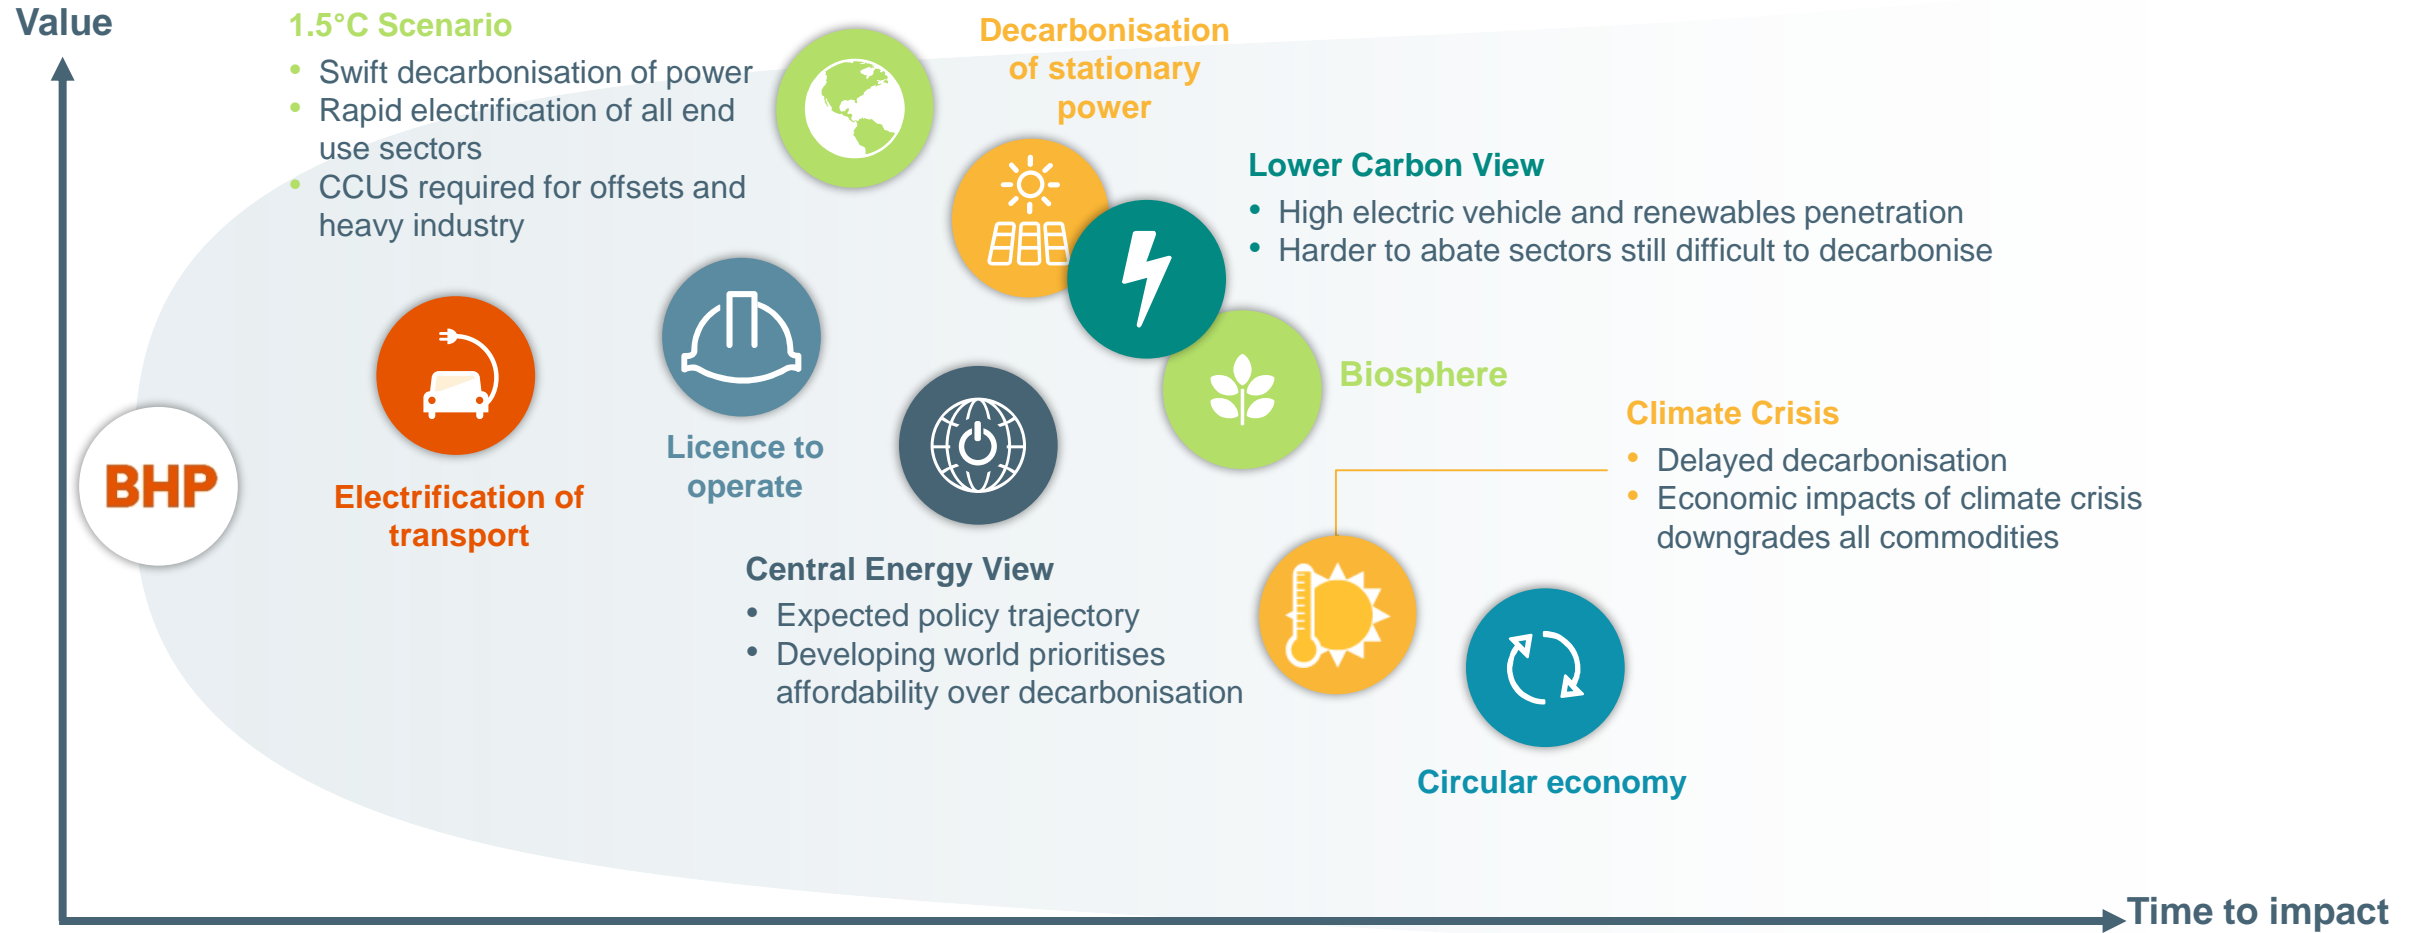 Value
1.5°C Scenario
• Swift decarbonisation of power
• Rapid electrification of all end
use sectors
• CCUS required for offsets and
heavy industry
Decarbonisation
of stationary
power
Lower Carbon View
• High electric vehicle and renewables penetration
• Harder to abate sectors still difficult to decarbonise
BHP
Electrification of
transport
Licence to
operate
Biosphere
Central Energy View
• Expected policy trajectory
• Developing world prioritises
affordability over decarbonisation
Climate Crisis
• Delayed decarbonisation
• Economic impacts of climate crisis
downgrades all commodities
Circular economy
Time to impact